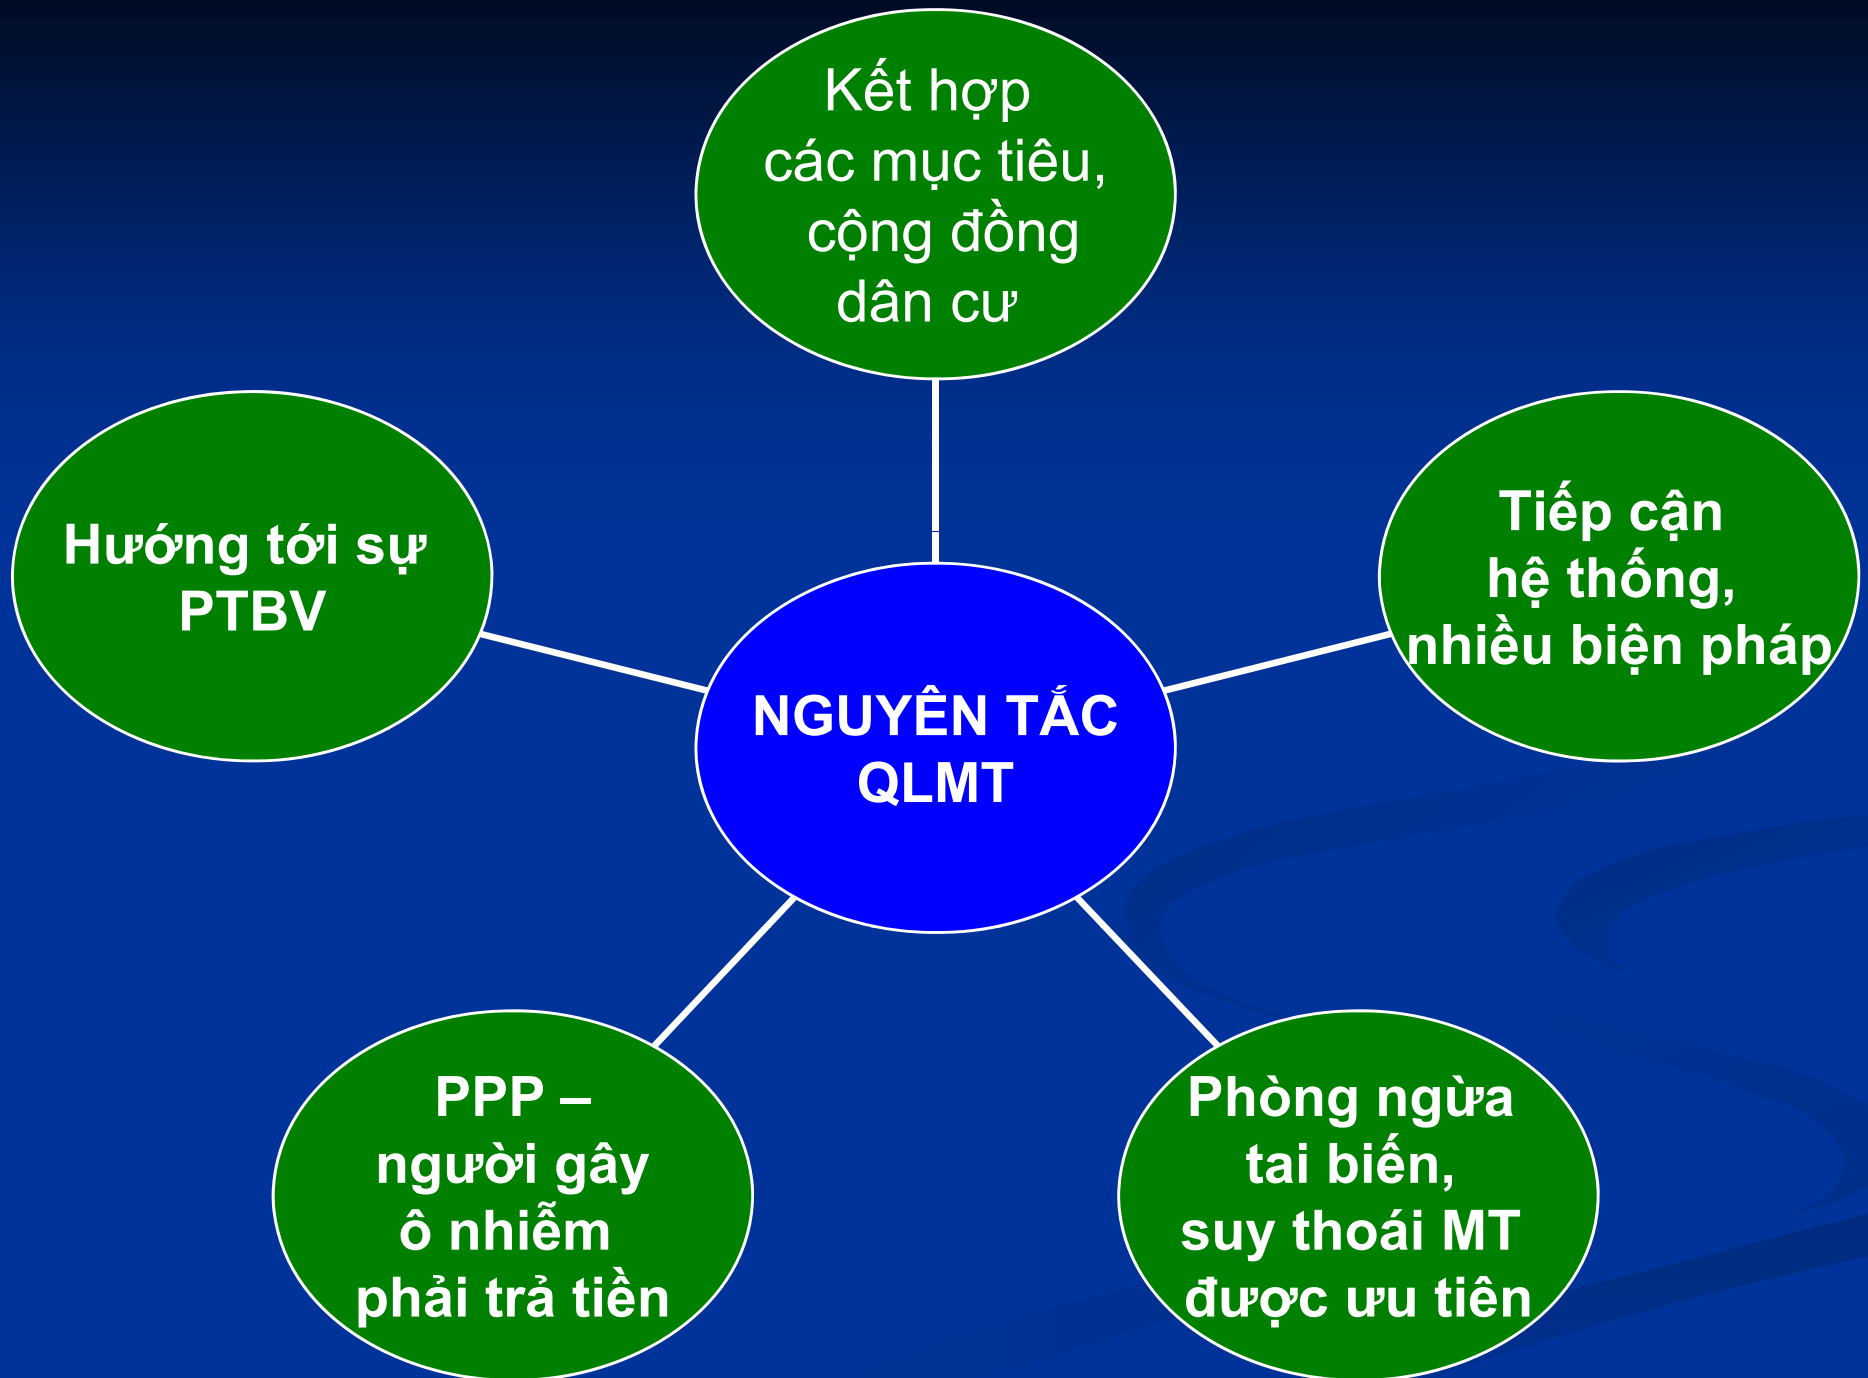 Kết hợp
các mục tiêu,
cộng đồng
dân cư
Hướng tới sự
PTBV
Tiếp cận
hệ thống,
nhiều biện pháp
NGUYÊN TẮC
QLMT
PPP –
người gây
ô nhiễm
phải trả tiền
Phòng ngừa
tai biến,
suy thoái MT
được ưu tiên